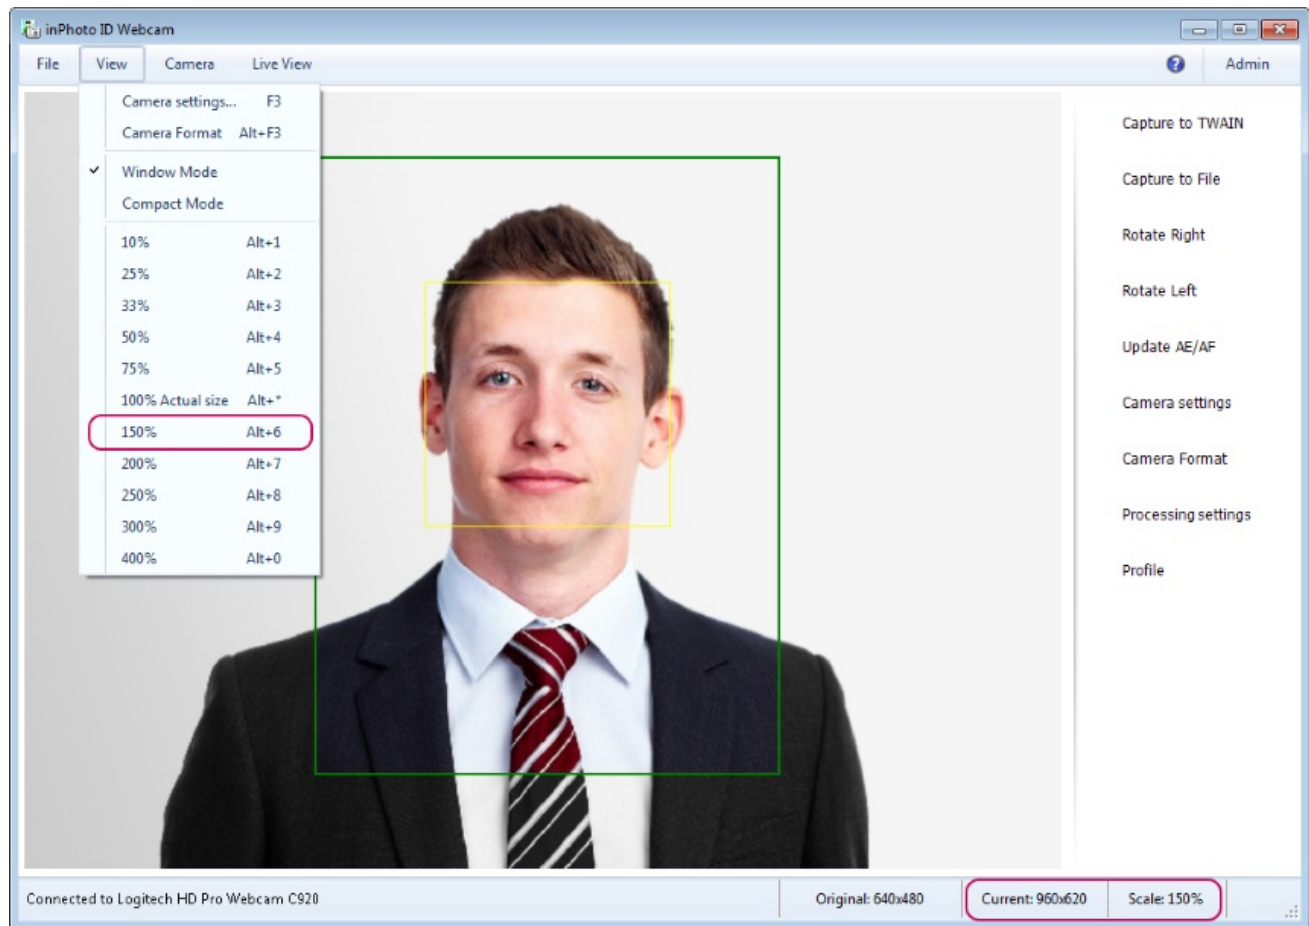 inPhoto ID Webcam
File View Camera Live View Admin
Camera settings... F3
Camera Format Alt+F3
Window Mode
Compact Mode
10% Alt+1
25% Alt+2
33% Alt+3
50% Alt+4
75% Alt+5
100% Actual size Alt+*
150% Alt+6
200% Alt+7
250% Alt+8
300% Alt+9
400% Alt+0
Capture to TWAIN
Capture to File
Rotate Right
Rotate Left
Update AE/AF
Camera settings
Camera Format
Processing settings
Profile
Connected to Logitech HD Pro Webcam C920 Original: 640x480 Current: 960x620 Scale: 150%